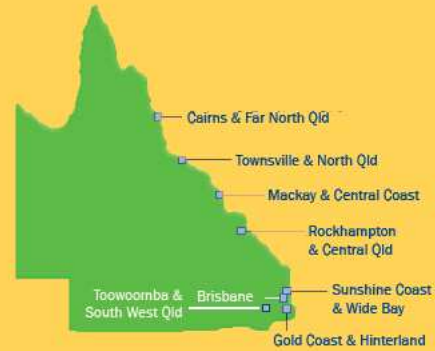 Cairns & Far North Qld
Townsville & North Qld
Mackay & Central Coast
Rockhampton
& Central Qld
Sunshine Coast
& Wide Bay
Brisbane
Toowoomba &
South West Qld
Gold Coast & Hinterland